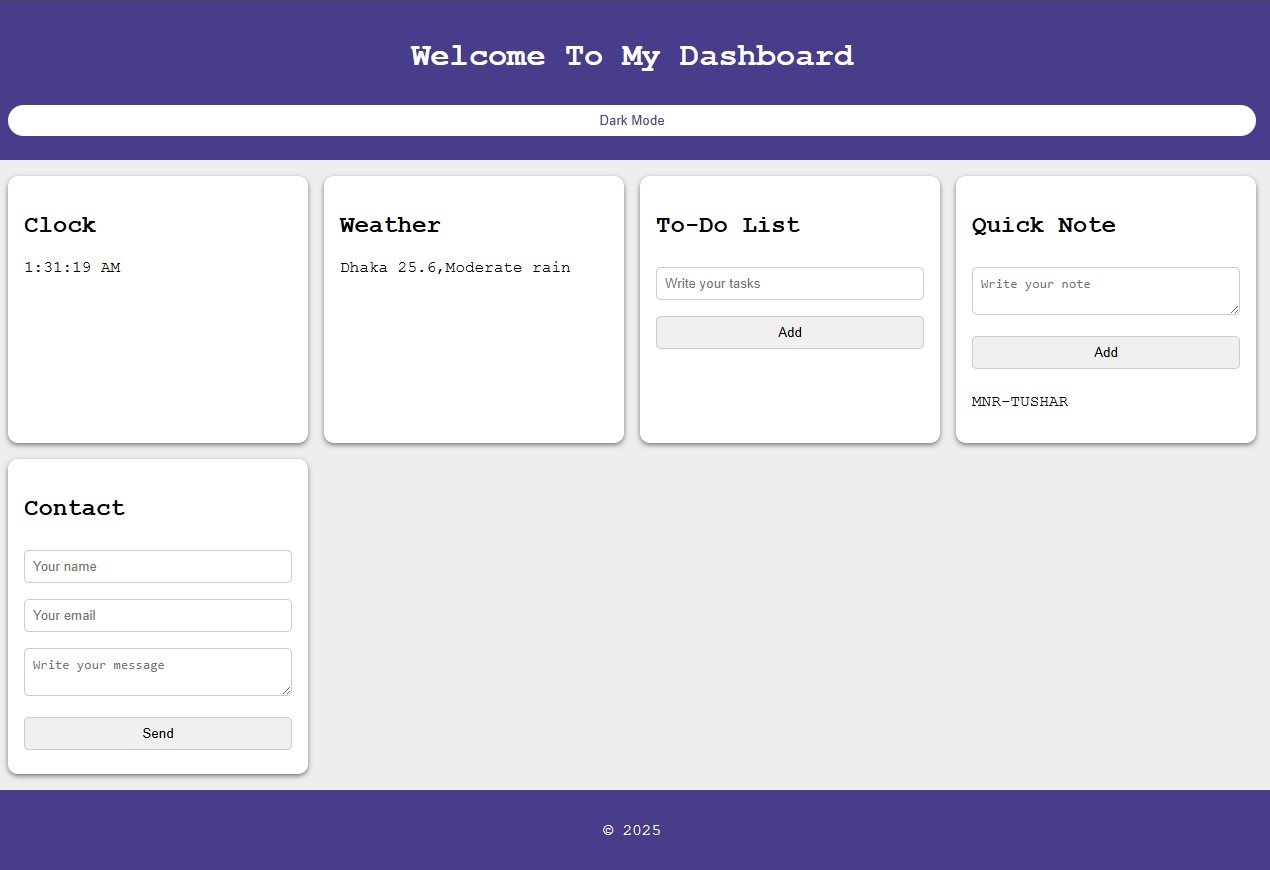 Welcome To My Dashboard
Dark Mode
Clock
1:31:19 AM
Weather
Dhaka 25.6,Moderate rain
To-Do List
Write your tasks
Add
Quick Note
Write your note
Add
MNR-TUSHAR
Contact
Your name
Your email
Write your message
Send
© 2025